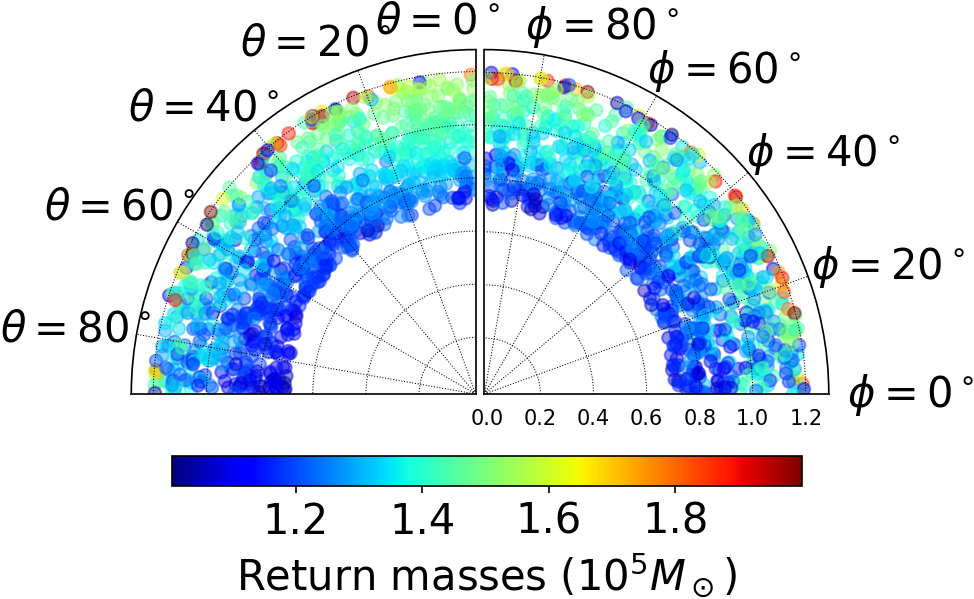 θ = 0° ϕ = 80°
θ = 20° ϕ = 60°
θ = 40° ϕ = 40°
θ = 60° ϕ = 20°
θ = 80° ϕ = 0°
0.0 0.2 0.4 0.6 0.8 1.0 1.2
1.2 1.4 1.6 1.8
Return masses (10⁵M⊙)